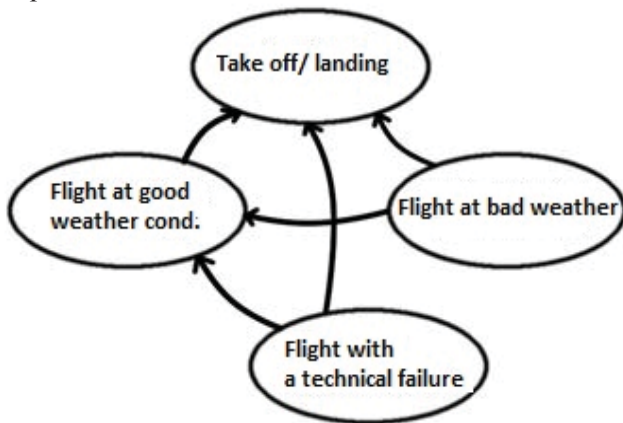 Take off/ landing
Flight at good
weather cond.
Flight at bad weather
Flight with
a technical failure